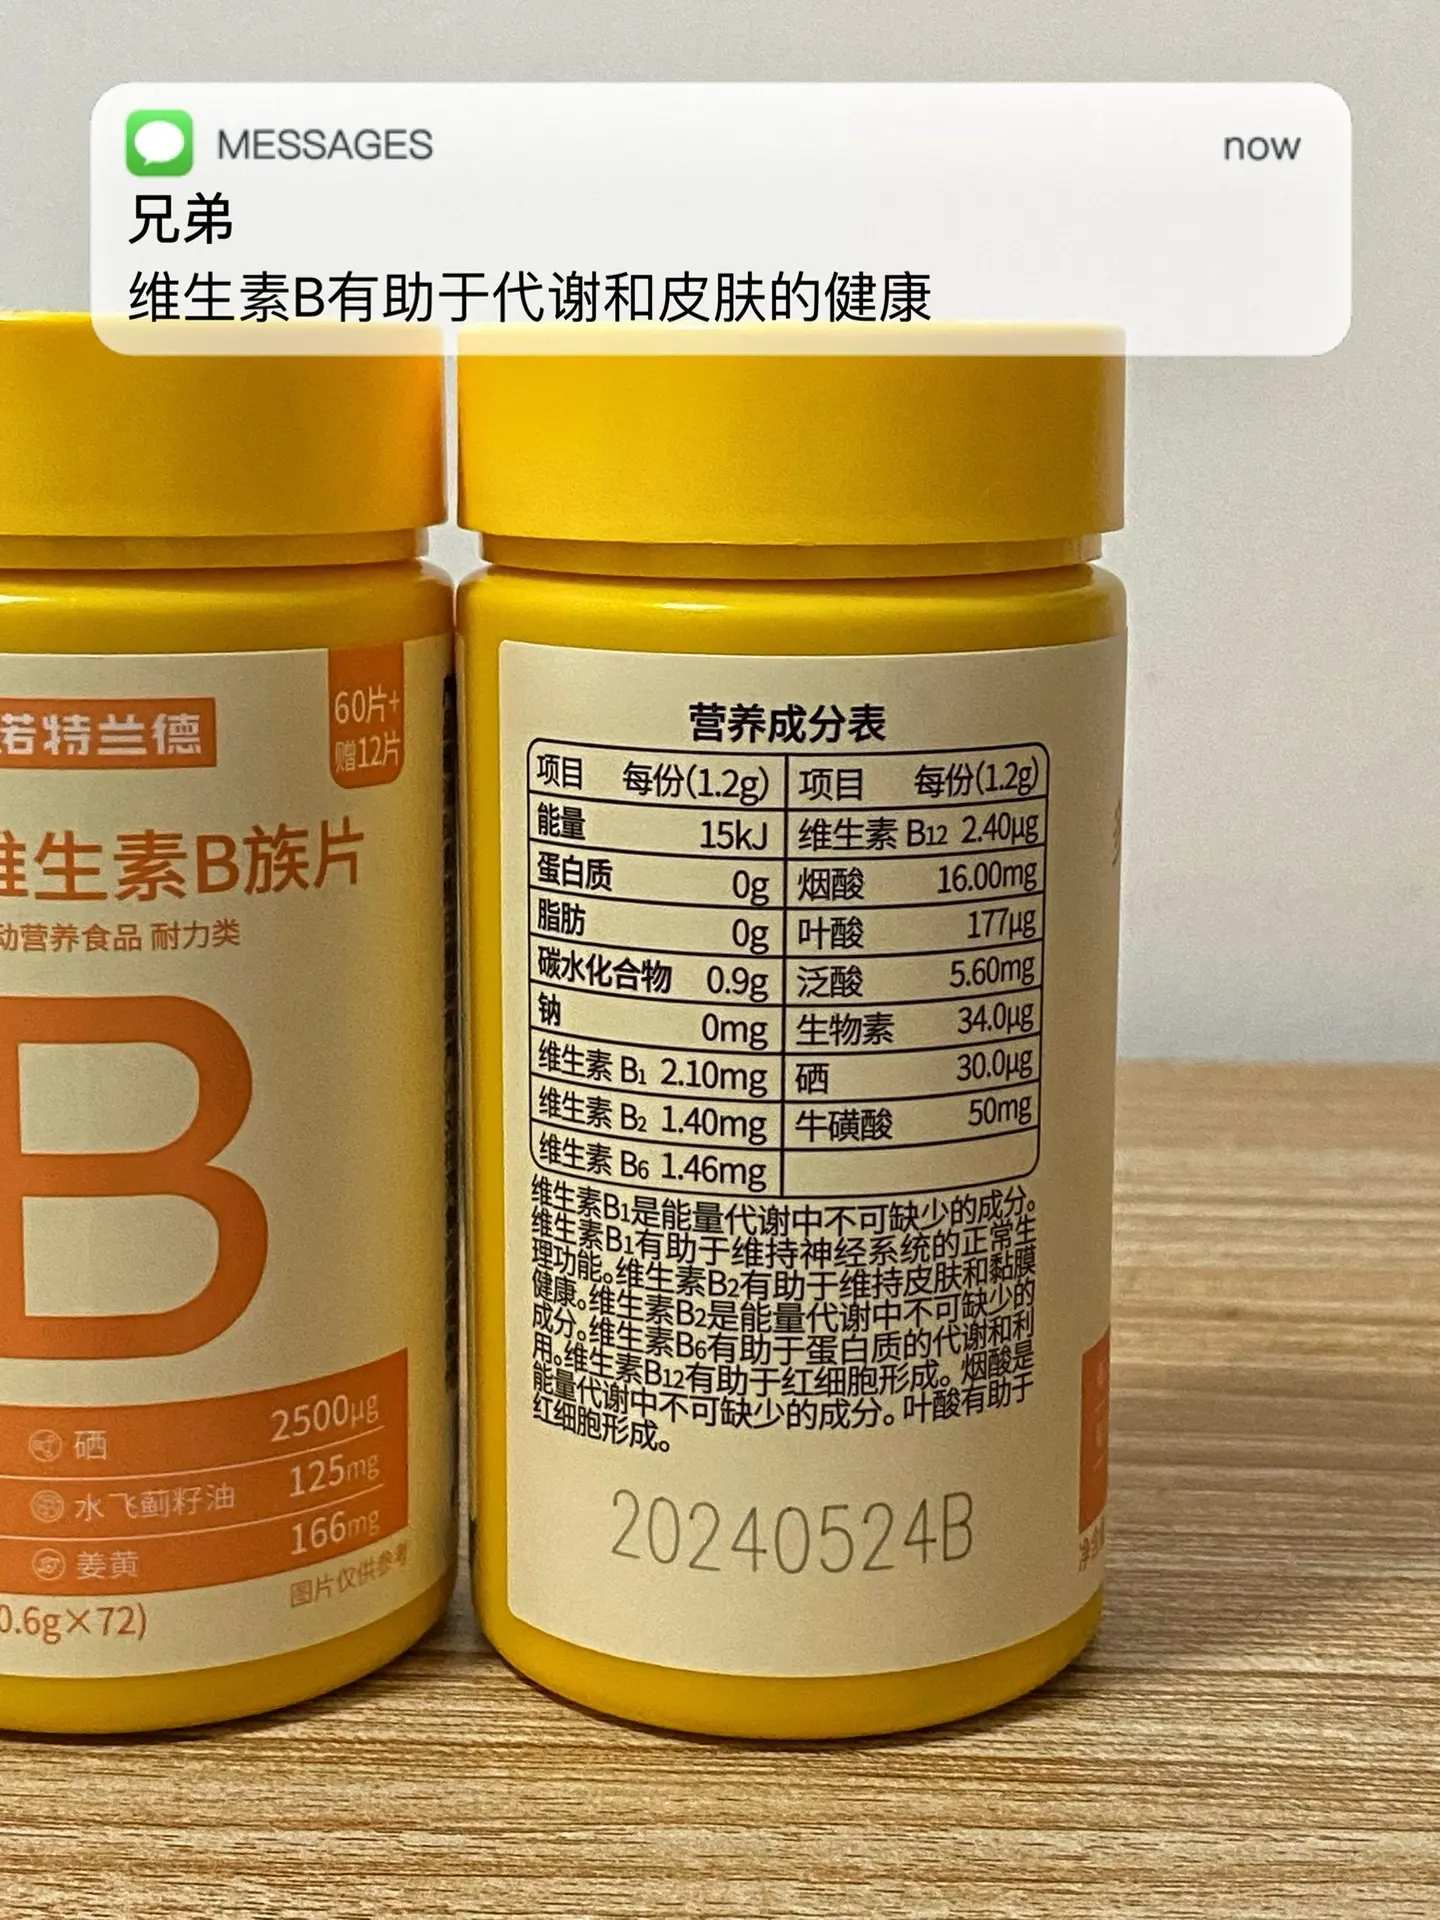 MESSAGES
now
兄弟
维生素B有助于代谢和皮肤的健康
诺特兰德
60片+
赠12片
维生素B族片
动营养食品 耐力类
B
硒 2500μg
水飞蓟籽油 125mg
姜黄 166mg
图片仅供参考
0.6g×72)
营养成分表
项目 每份(1.2g) 项目 每份(1.2g)
能量 15kJ 维生素 B12 2.40μg
蛋白质 0g 烟酸 16.00mg
脂肪 0g 叶酸 177μg
碳水化合物 0.9g 泛酸 5.60mg
钠 0mg 生物素 34.0μg
维生素 B1 2.10mg 硒 30.0μg
维生素 B2 1.40mg 牛磺酸 50mg
维生素 B6 1.46mg
维生素B1是能量代谢中不可缺少的成分。
维生素B1有助于维持神经系统的正常生
理功能。维生素B2有助于维持皮肤和黏膜
健康。维生素B2是能量代谢中不可缺少的
成分。维生素B6有助于蛋白质的代谢和利
用。维生素B12有助于红细胞形成。烟酸是
能量代谢中不可缺少的成分。叶酸有助于
红细胞形成。
20240524B